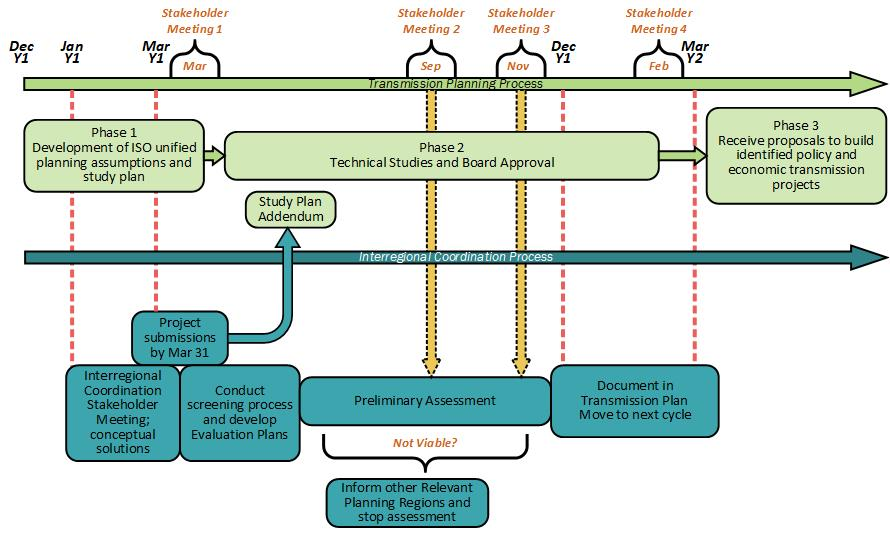 Stakeholder
Meeting 1
Stakeholder
Meeting 2
Stakeholder
Meeting 3
Stakeholder
Meeting 4
Dec
Y1
Jan
Y1
Mar
Y1
Mar
Sep
Nov
Dec
Y1
Feb
Mar
Y2
Transmission Planning Process
Phase 1
Development of ISO unified
planning assumptions and
study plan
Phase 2
Technical Studies and Board Approval
Phase 3
Receive proposals to build
identified policy and
economic transmission
projects
Study Plan
Addendum
Interregional Coordination Process
Project
submissions
by Mar 31
Interregional
Coordination
Stakeholder
Meeting;
conceptual
solutions
Conduct
screening process
and develop
Evaluation Plans
Preliminary Assessment
Document in
Transmission Plan
Move to next cycle
Not Viable?
Inform other Relevant
Planning Regions and
stop assessment